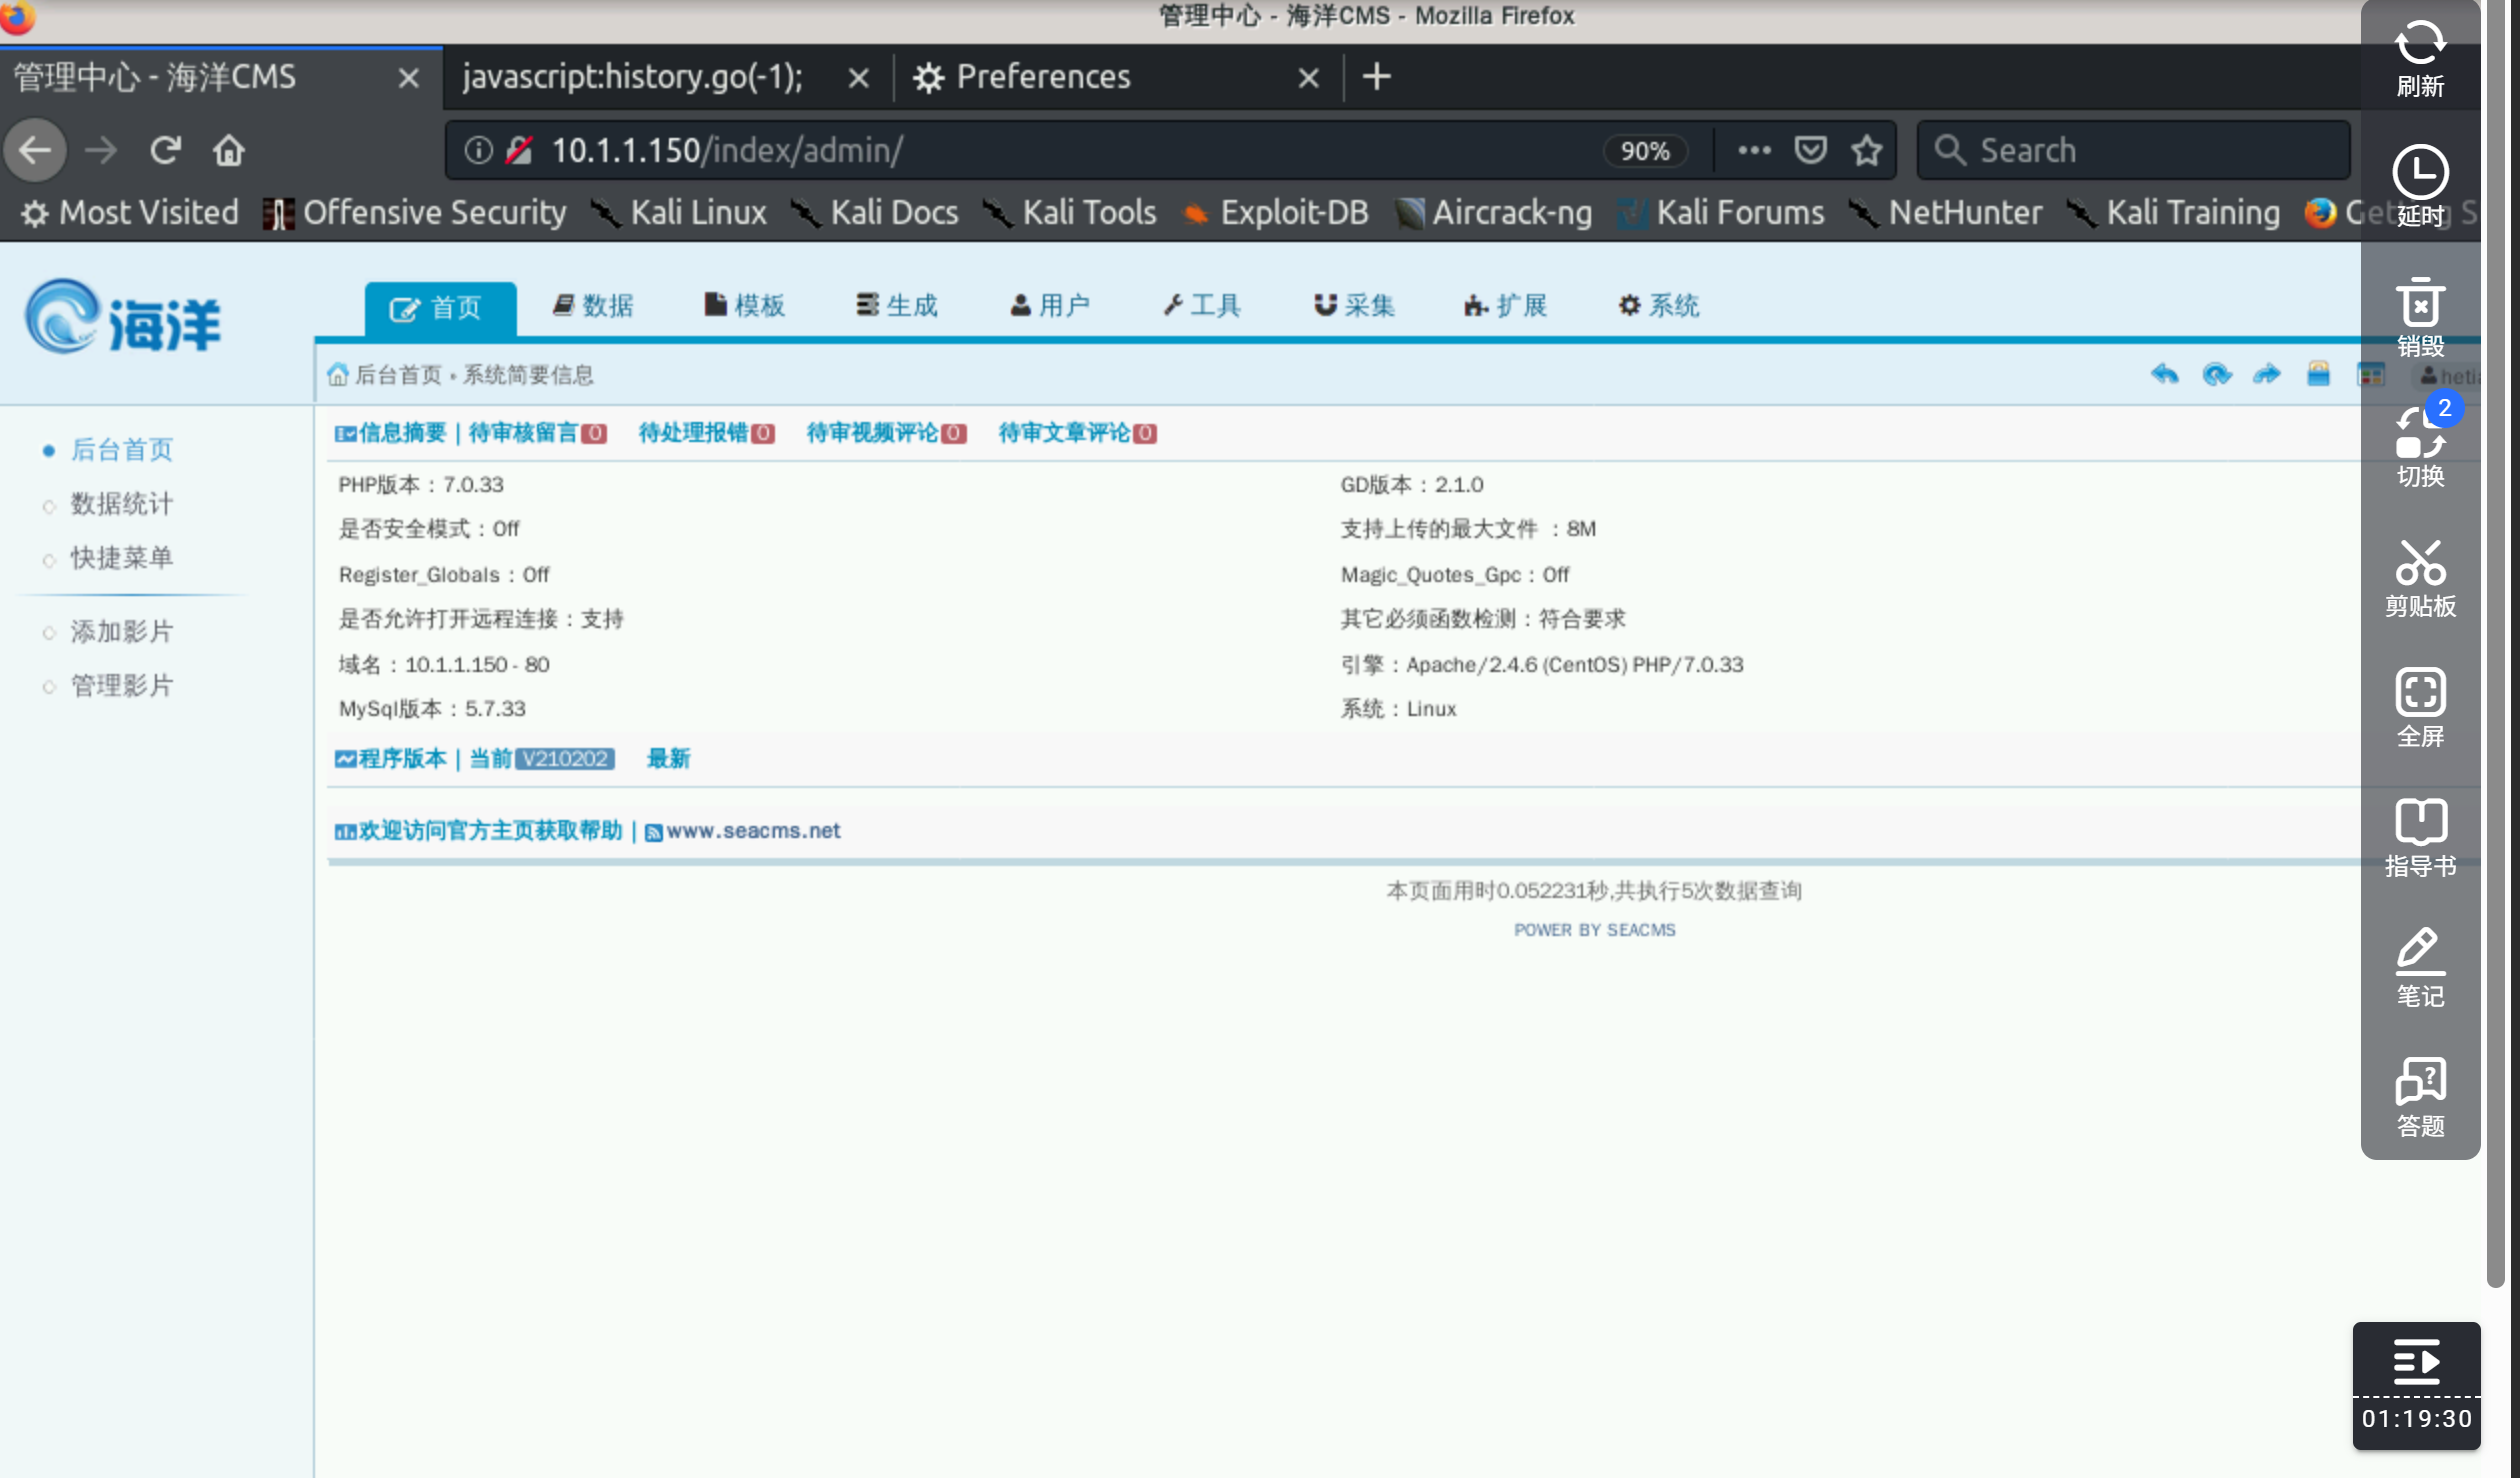 管理中心 - 海洋CMS - Mozilla Firefox
管理中心 - 海洋CMS
javascript:history.go(-1);
Preferences
10.1.1.150/index/admin/
90%
Search
Most Visited
Offensive Security
Kali Linux
Kali Docs
Kali Tools
Exploit-DB
Aircrack-ng
Kali Forums
NetHunter
Kali Training
海洋
首页
数据
模板
生成
用户
工具
采集
扩展
系统
后台首页 • 系统简要信息
后台首页
数据统计
快捷菜单
添加影片
管理影片
信息摘要 | 待审核留言 0 待处理报错 0 待审视频评论 0 待审文章评论 0
PHP版本：7.0.33
GD版本：2.1.0
是否安全模式：Off
支持上传的最大文件 ：8M
Register_Globals：Off
Magic_Quotes_Gpc：Off
是否允许打开远程连接：支持
其它必须函数检测：符合要求
域名：10.1.1.150 - 80
引擎：Apache/2.4.6 (CentOS) PHP/7.0.33
MySql版本：5.7.33
系统：Linux
程序版本 | 当前 V210202 最新
欢迎访问官方主页获取帮助 | www.seacms.net
本页面用时0.052231秒,共执行5次数据查询
POWER BY SEACMS
刷新
延时
销毁
2
切换
剪贴板
全屏
指导书
笔记
答题
01:19:30